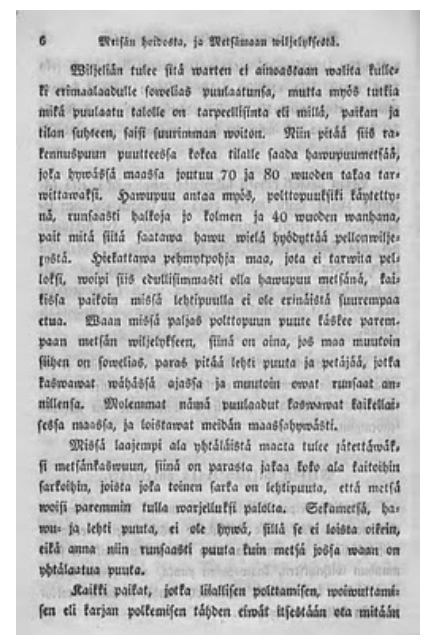 6 Metsän hoidosta, ja Metsämaan wiljelyksestä.
Wiljeliän tulee sitä warten ei ainoastaan walita kulle-
ki erimaalaadulle sowelias puulaatunsa, mutta myös tutkia
mikä puulaatu talolle on tarpeellisinta eli millä, paikan ja
tilan suhteen, saisi suurimman woiton. Niin pitää siis ra-
kennuspuun puutteessa kokea tilalle saada hawupuumetsää,
joka hywässä maassa joutuu 70 ja 80 wuoden takaa tar-
wittawaksi. Hawupuu antaa myös, polttopuuksiki käytetty-
nä, runsaasti halkoja jo kolmen ja 40 wuoden wanhana,
pait mitä siitä saatawa hawu wielä hyödyttää pellonwilje-
lystä. Hiekattawa pehmytpohja maa, jota ei tarwita pel-
loksi, woipi siis edullisimmasti olla hawupuu metsänä, kai-
kissa paikoin missä lehtipuulla ei ole erinäistä suurempaa
etua. Waan missä paljas polttopuun puute käskee parem-
paan metsän wiljelykseen, siinä on aina, jos maa muutoin
siihen on sowelias, paras pitää lehti puuta ja petäjää, jotka
kaswawat wähässä ajassa ja muutoin owat runsaat an-
nillensa. Molemmat nämä puulaadut kaswawat kaikellai-
sessa maassa, ja loistawat meidän maassahywästi.
Missä laajempi ala yhtäläistä maata tulee jätettäwäk-
si metsänkaswuun, siinä on parasta jakaa koko ala kaitoihin
sarkoihin, joista joka toinen sarka on lehtipuuta, että metsä
woisi paremmin tulla warjelluksi palolta. Sekametsä, ha-
wu- ja lehti puuta, ei ole hywä, sillä se ei loista oikein,
eikä anna niin runsaasti puuta kuin metsä jossa waan on
yhtälaatua puuta.
Kaikki paikat, jotka liiallisen polttamisen, woiwuttami-
sen eli karjan polkemisen tähden eiwät itsestään ota mitään